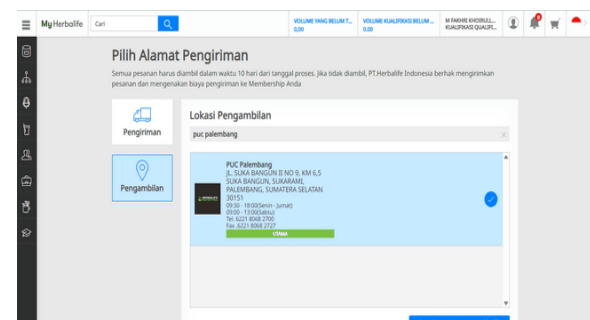 MyHerbalife
Cari
VOLUME YANG BELUM T...
0,00
VOLUME KUALIFIKASI BELUM ...
0.00
M FAKHRI KHOIRULL...
KUALIFIKASI QUALIFI...
Pilih Alamat Pengiriman
Semua pesanan harus diambil dalam waktu 10 hari dari tanggal proses. Jika tidak diambil, PT.Herbalife Indonesia berhak mengirimkan
pesanan dan mengenakan biaya pengiriman ke Membership Anda
Pengiriman
Pengambilan
Lokasi Pengambilan
puc palembang
PUC Palembang
JL. SUKA BANGUN II NO 9, KM 6,5
SUKA BANGUN, SUKARAMI,
PALEMBANG, SUMATERA SELATAN
30151
09:30 - 18:00(Senin - Jumat)
09:00 - 13:00(Sabtu)
Tel. 6221 8068 2700
Fax .6221 8068 2727
UTAMA